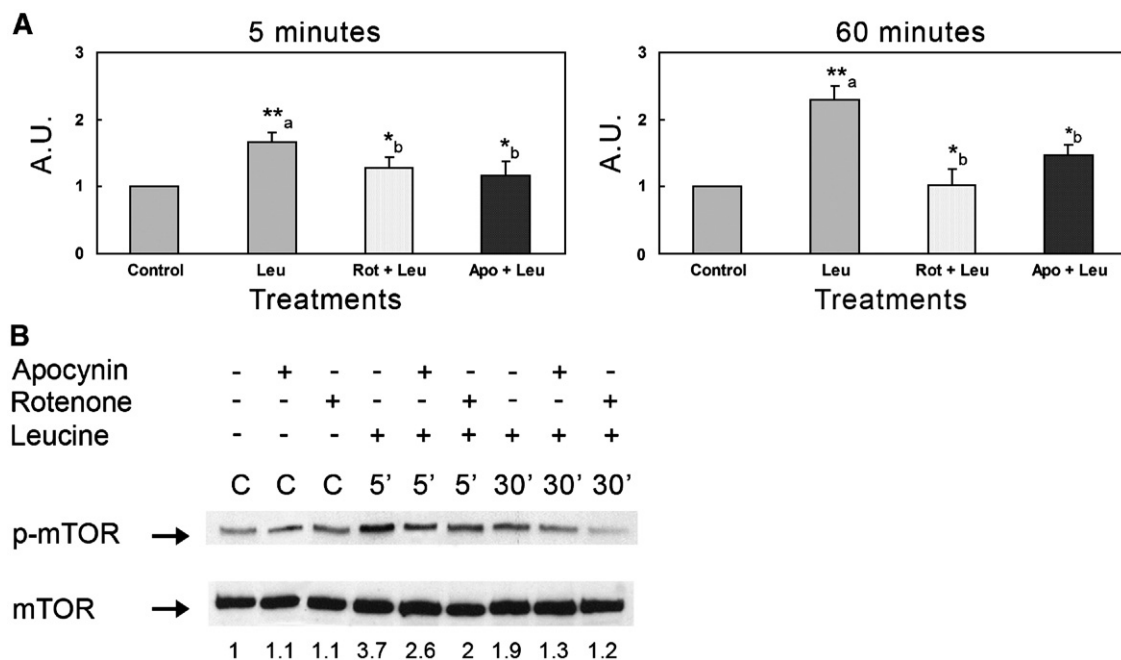 A
5 minutes
A.U.
3
2
1
0
**a
*b
*b
Control Leu Rot + Leu Apo + Leu
Treatments
60 minutes
A.U.
3
2
1
0
**a
*b
*b
Control Leu Rot + Leu Apo + Leu
Treatments
B
Apocynin - + - - + - - + -
Rotenone - - + - - + - - +
Leucine - - - + + + + + +
C C C 5’ 5’ 5’ 30’ 30’ 30’
p-mTOR
mTOR
1 1.1 1.1 3.7 2.6 2 1.9 1.3 1.2